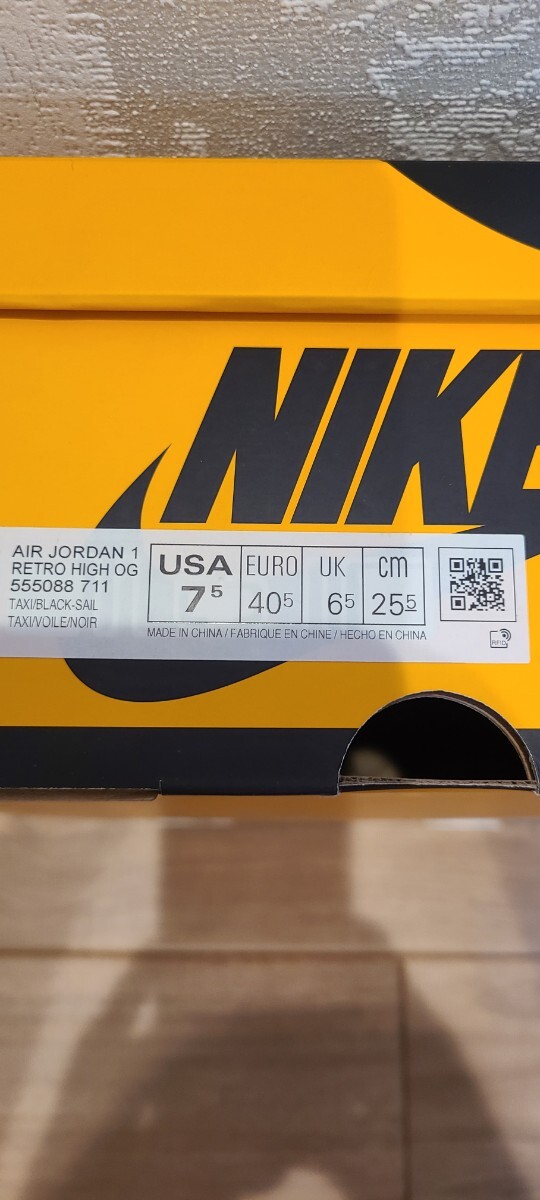 NIKE
AIR JORDAN 1
RETRO HIGH OG
555088 711
TAXI/BLACK-SAIL
TAXI/VOILE/NOIR
USA EURO UK cm
7⁵ 40⁵ 6⁵ 25⁵
MADE IN CHINA / FABRIQUE EN CHINE / HECHO EN CHINA
RFID